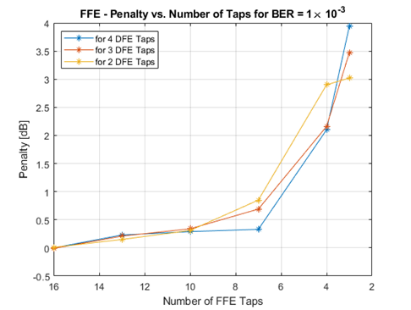 FFE - Penalty vs. Number of Taps for BER = 1× 10⁻³
for 4 DFE Taps
for 3 DFE Taps
for 2 DFE Taps
Penalty [dB]
4
3.5
3
2.5
2
1.5
1
0.5
0
-0.5
16 14 12 10 8 6 4 2
Number of FFE Taps